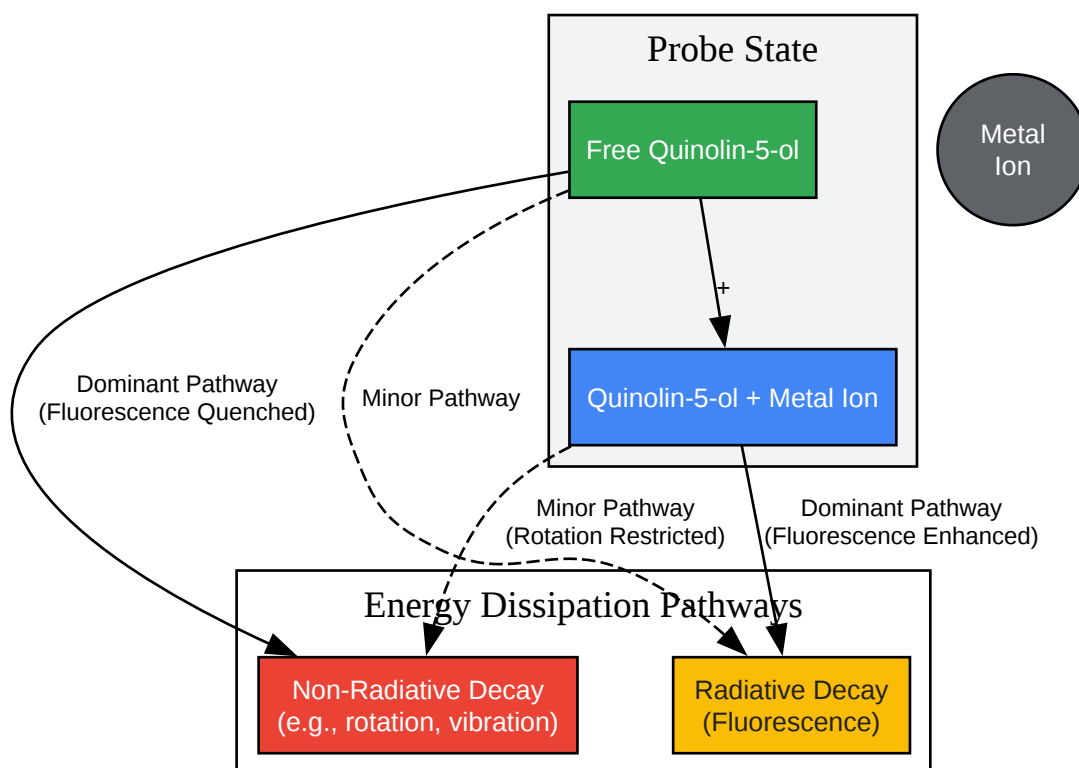 Probe State
Free Quinolin-5-ol
Metal
Ion
+
Dominant Pathway
(Fluorescence Quenched)
Minor Pathway
Quinolin-5-ol + Metal Ion
Minor Pathway
(Rotation Restricted)
Dominant Pathway
(Fluorescence Enhanced)
Energy Dissipation Pathways
Non-Radiative Decay
(e.g., rotation, vibration)
Radiative Decay
(Fluorescence)